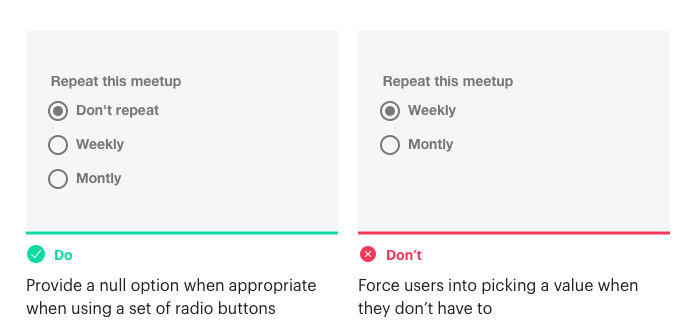 Repeat this meetup
Don't repeat
Weekly
Montly
Do
Provide a null option when appropriate
when using a set of radio buttons
Repeat this meetup
Weekly
Montly
Don’t
Force users into picking a value when
they don’t have to